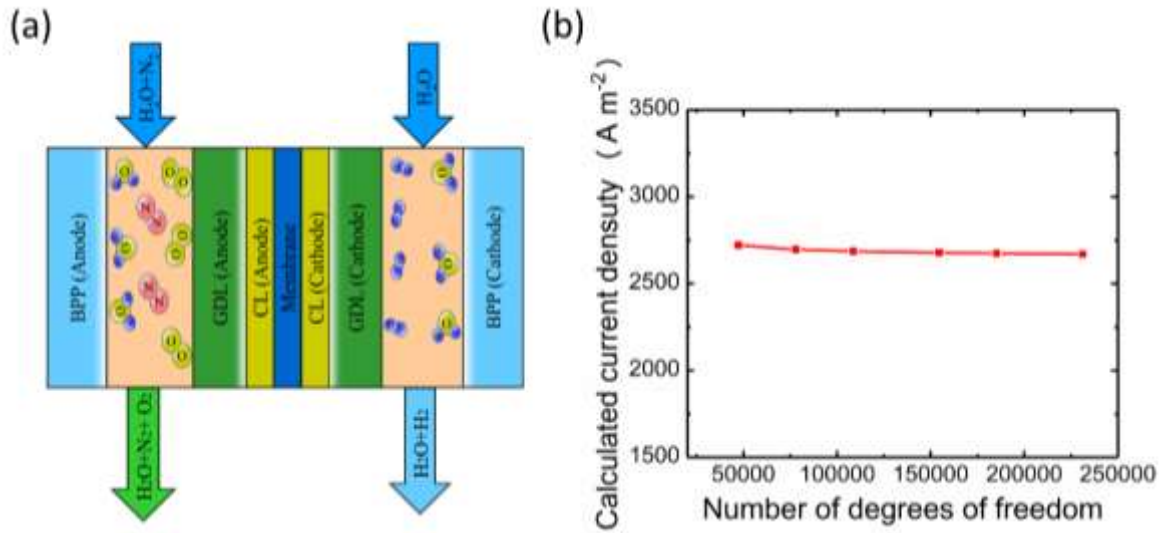 (a)
(b)
H₂O+N₂
H₂O
BPP (Anode)
GDL (Anode)
CL (Anode)
Membrane
CL (Cathode)
GDL (Cathode)
BPP (Cathode)
O
O
O
N
N
O
O
O
O
N
N
O
O
O
O
O
O
H₂O+N₂+ O₂
H₂O+H₂
Calculated current densuty ( A m⁻²)
3500
3000
2500
2000
1500
50000 100000 150000 200000 250000
Number of degrees of freedom